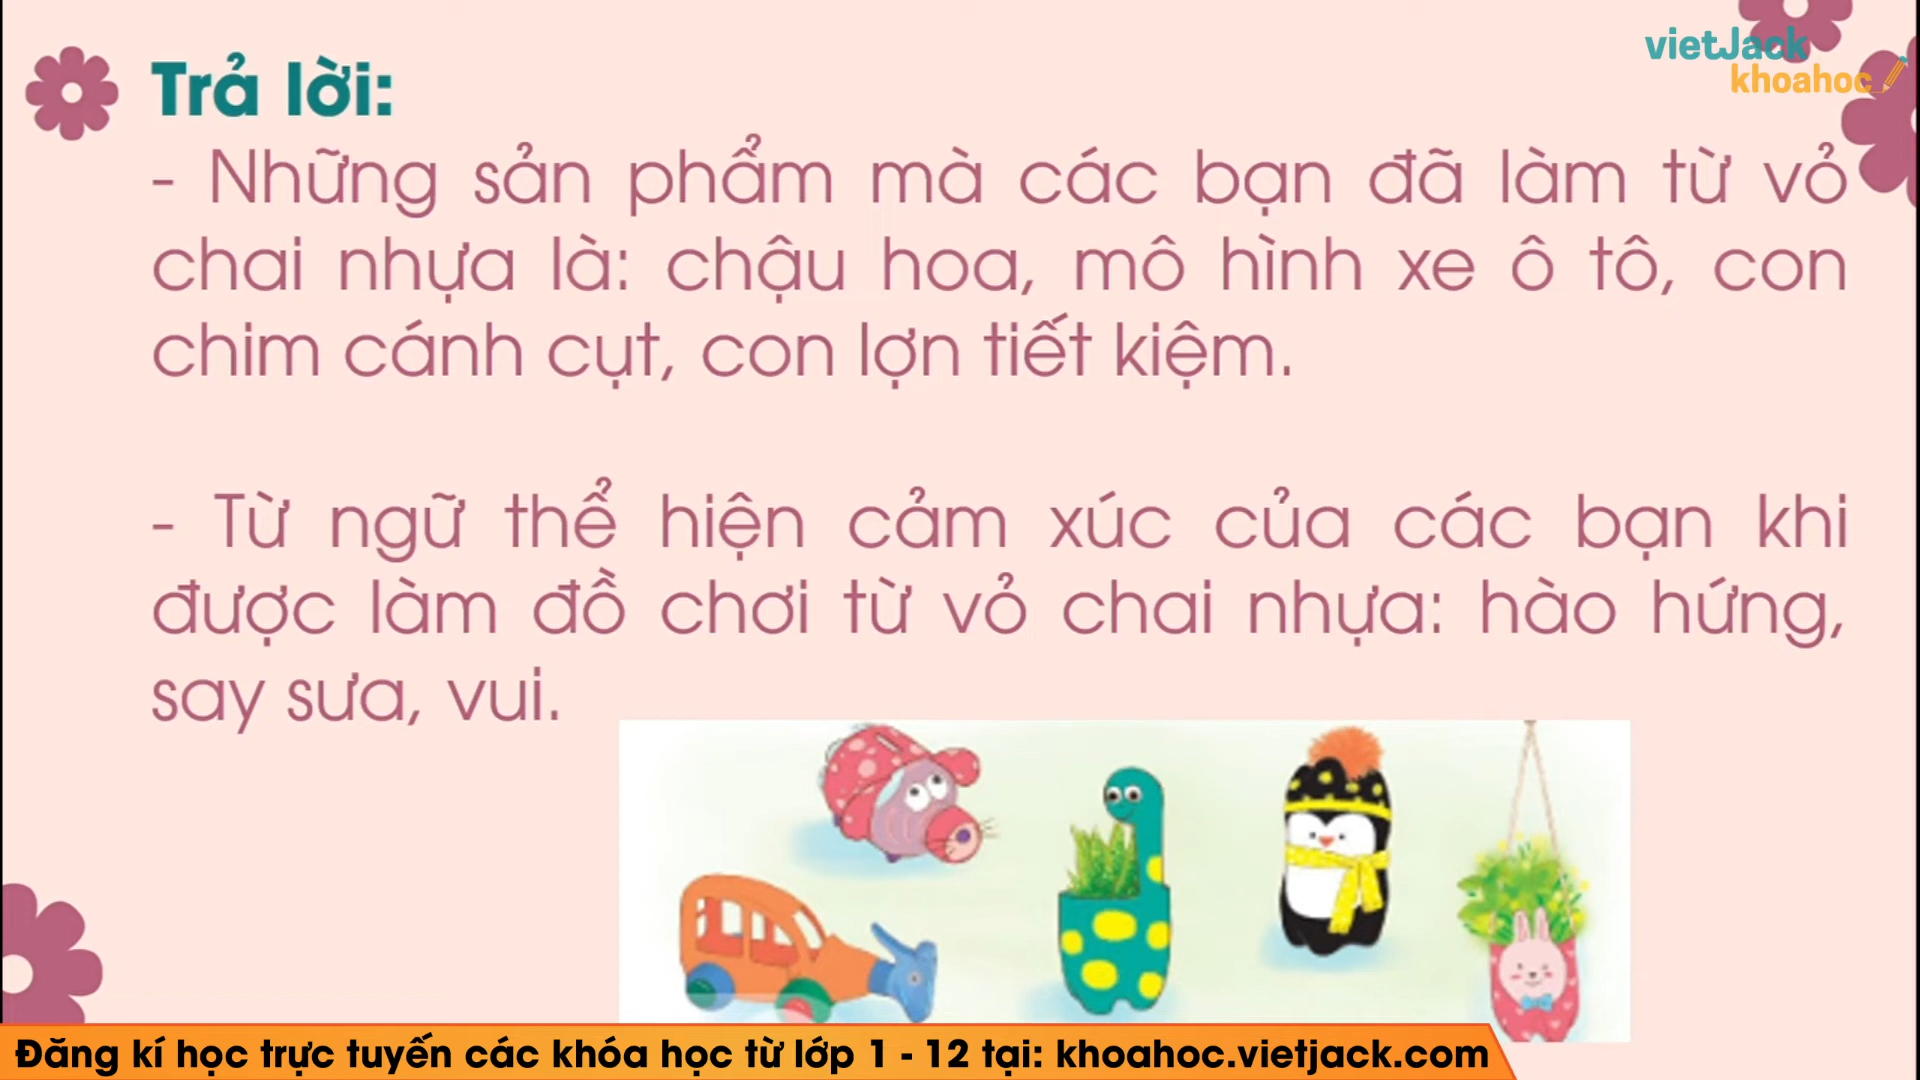 vietJack
khoahoc
Trả lời:
- Những sản phẩm mà các bạn đã làm từ vỏ
chai nhựa là: chậu hoa, mô hình xe ô tô, con
chim cánh cụt, con lợn tiết kiệm.
- Từ ngữ thể hiện cảm xúc của các bạn khi
được làm đồ chơi từ vỏ chai nhựa: hào hứng,
say sưa, vui.
Đăng kí học trực tuyến các khóa học từ lớp 1 - 12 tại: khoahoc.vietjack.com